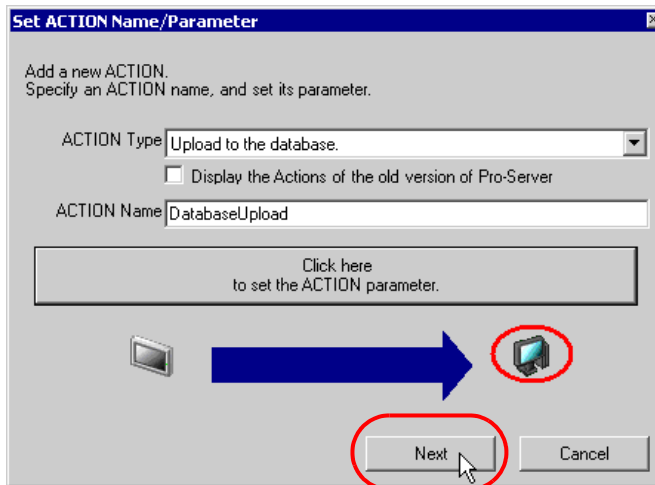 Set ACTION Name/Parameter
Add a new ACTION.
Specify an ACTION name, and set its parameter.
ACTION Type Upload to the database.
Display the Actions of the old version of Pro-Server
ACTION Name DatabaseUpload
Click here
to set the ACTION parameter.
Next Cancel